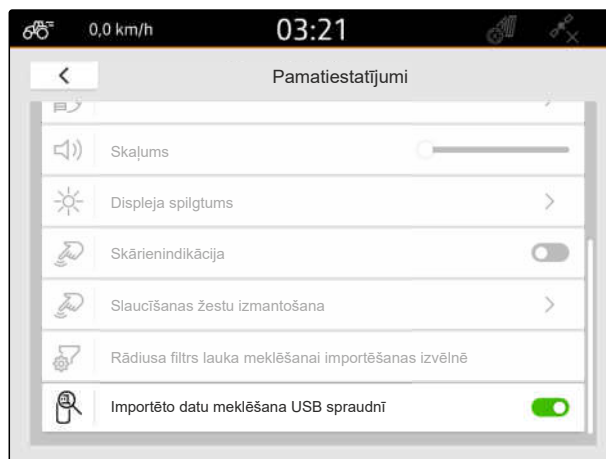 0,0 km/h
03:21
Pamatiestatījumi
Skaļums
Displeja spilgtums
Skārienindikācija
Slaucīšanas žestu izmantošana
Rādiusa filtrs lauka meklēšanai importēšanas izvēlnē
Importēto datu meklēšana USB spraudnī